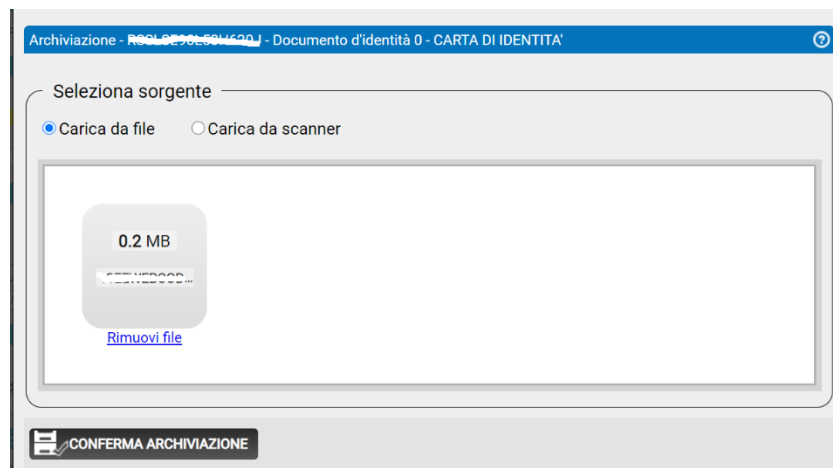 Archiviazione - - Documento d'identità 0 - CARTA DI IDENTITA'
Seleziona sorgente
Carica da file Carica da scanner
0.2 MB
Rimuovi file
CONFERMA ARCHIVIAZIONE